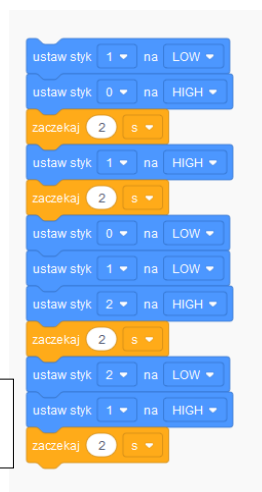 ustaw styk 1 na LOW
ustaw styk 0 na HIGH
zaczekaj 2 s
ustaw styk 1 na HIGH
zaczekaj 2 s
ustaw styk 0 na LOW
ustaw styk 1 na LOW
ustaw styk 2 na HIGH
zaczekaj 2 s
ustaw styk 2 na LOW
ustaw styk 1 na HIGH
zaczekaj 2 s